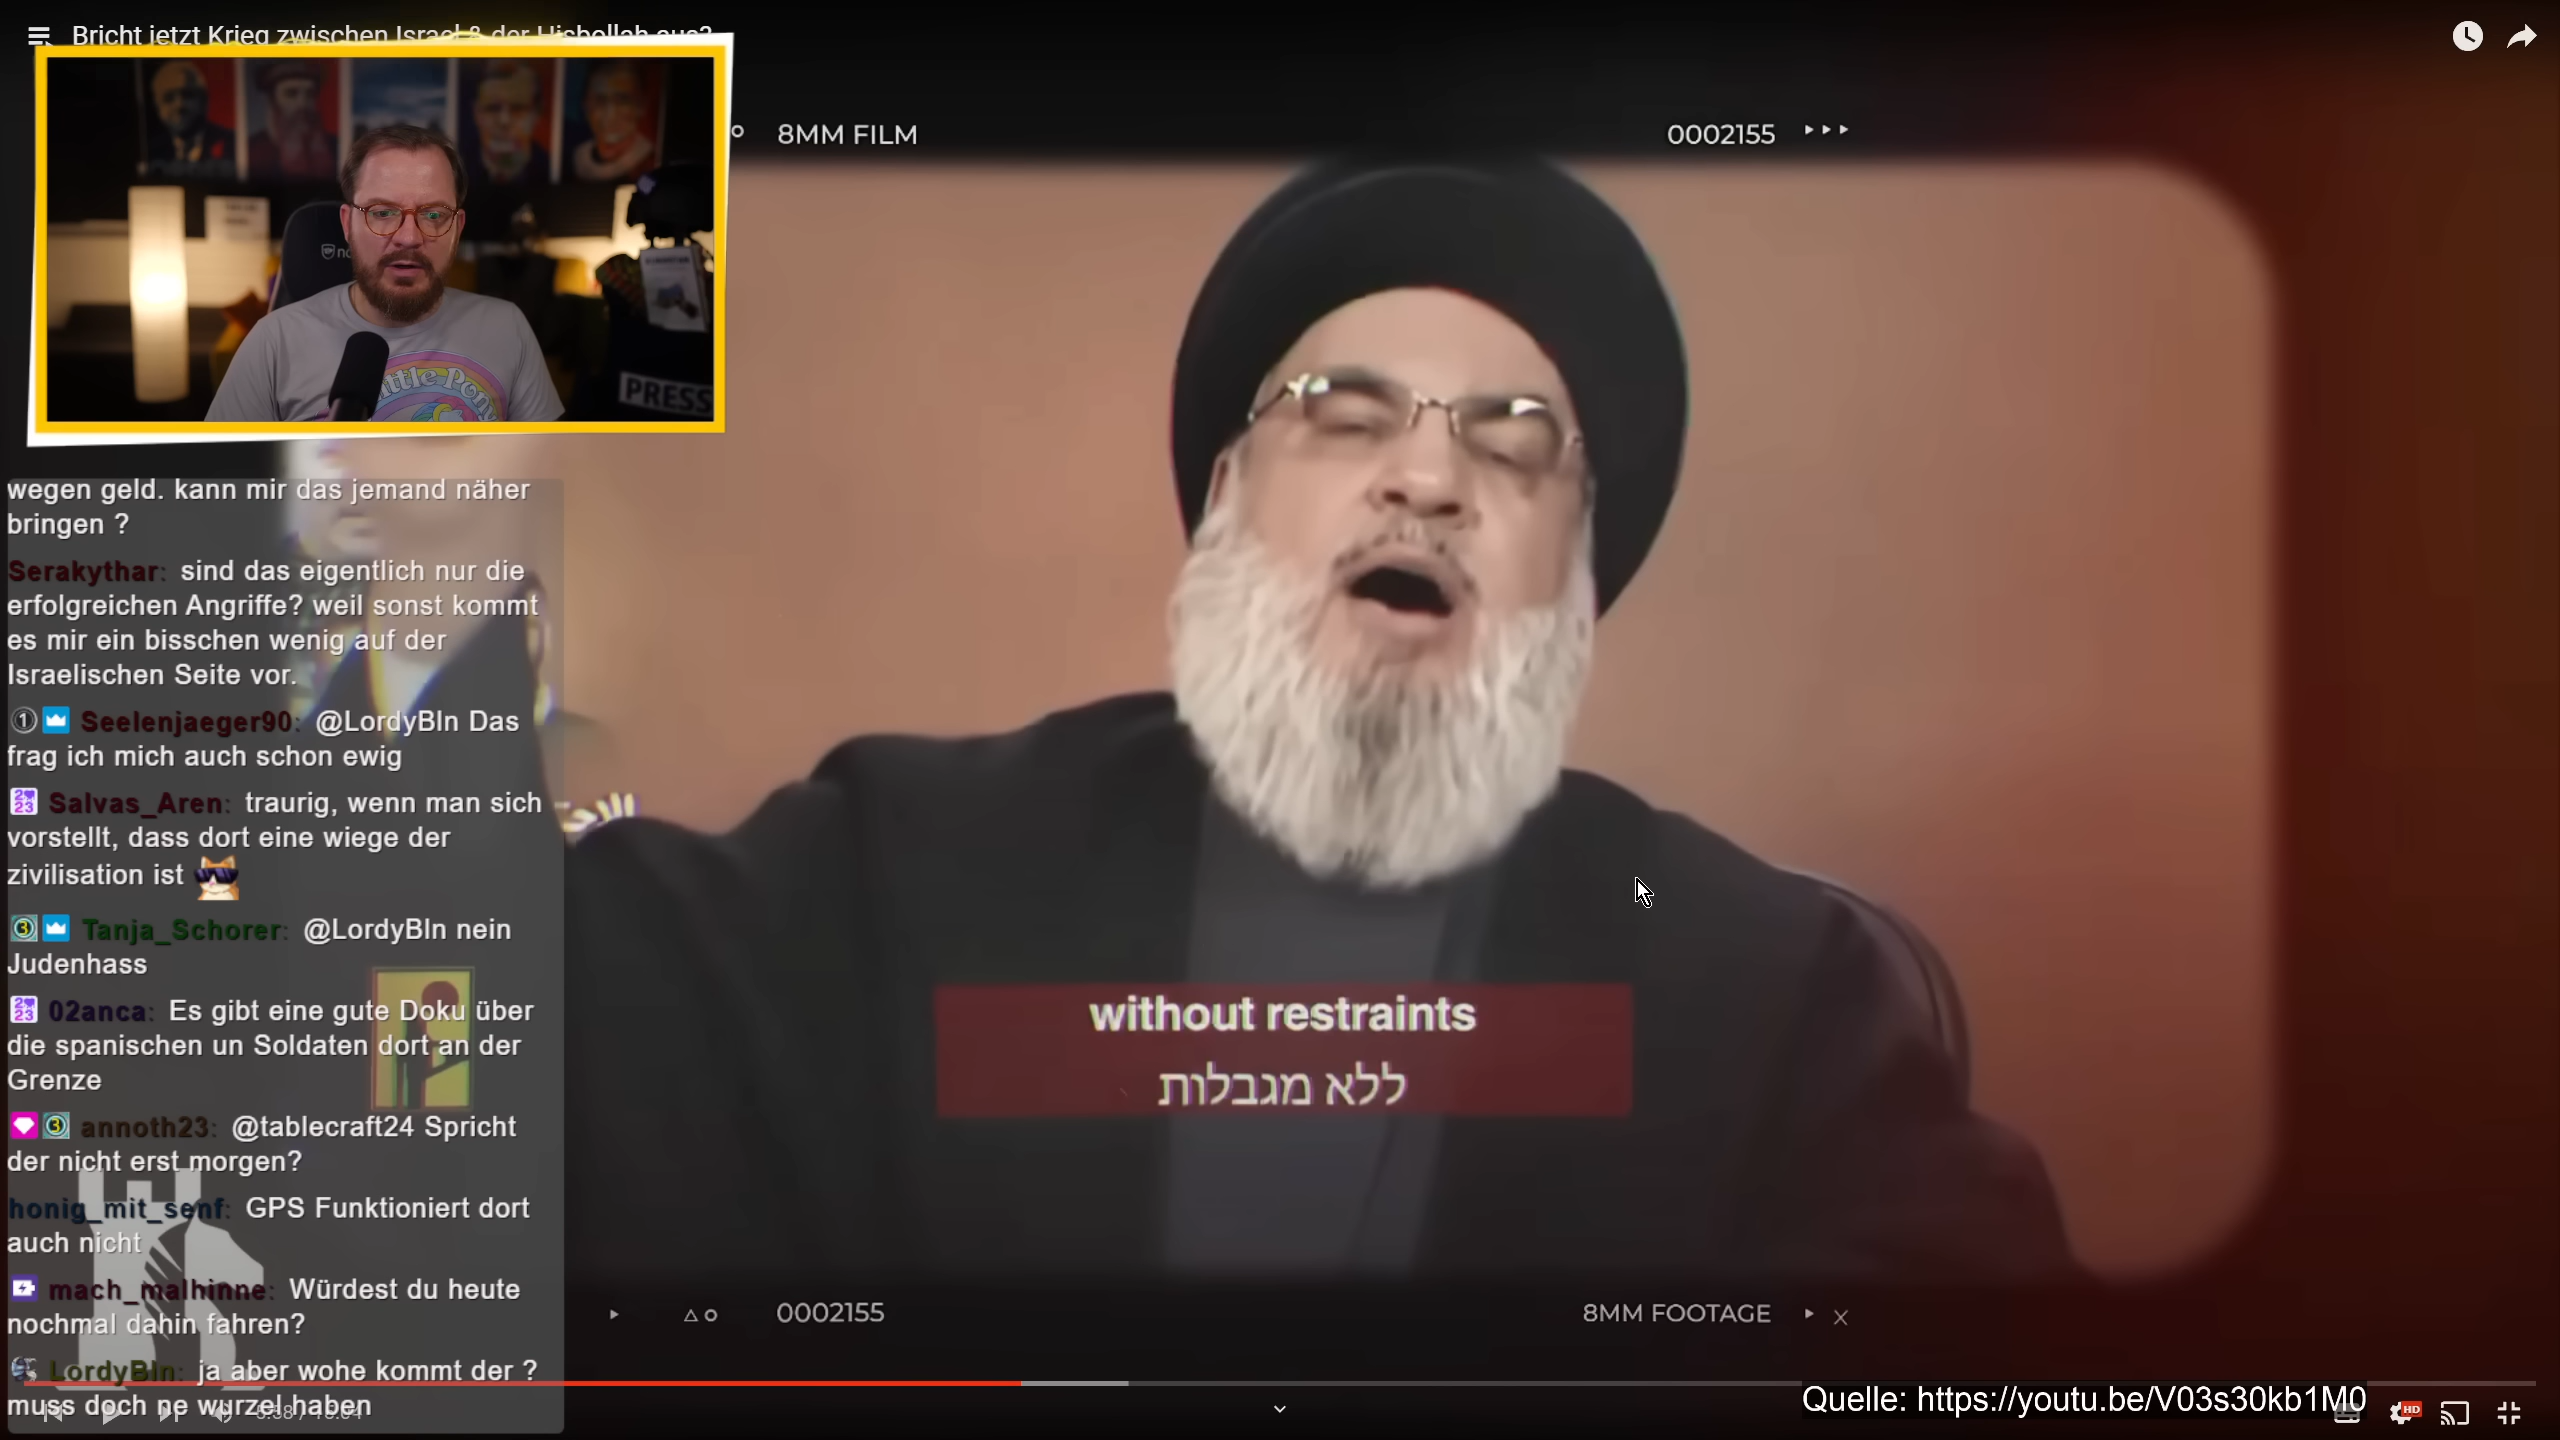 Bricht jetzt Krieg zwischen Israel & der Hisbollah aus?
8MM FILM
0002155
PRESS
wegen geld. kann mir das jemand näher
bringen ?
Serakythar: sind das eigentlich nur die
erfolgreichen Angriffe? weil sonst kommt
es mir ein bisschen wenig auf der
Israelischen Seite vor.
Seelenjaeger90: @LordyBln Das
frag ich mich auch schon ewig
Salvas_Aren: traurig, wenn man sich
vorstellt, dass dort eine wiege der
zivilisation ist
Tanja_Schorer: @LordyBln nein
Judenhass
02anca: Es gibt eine gute Doku über
die spanischen un Soldaten dort an der
Grenze
annoth23: @tablecraft24 Spricht
der nicht erst morgen?
honig_mit_senf: GPS Funktioniert dort
auch nicht
mach_malhinne: Würdest du heute
nochmal dahin fahren?
LordyBln: ja aber wohe kommt der ?
muss doch ne wurzel haben
without restraints
ללא מגבלות
0002155
8MM FOOTAGE
Quelle: https://youtu.be/V03s30kb1M0
HD